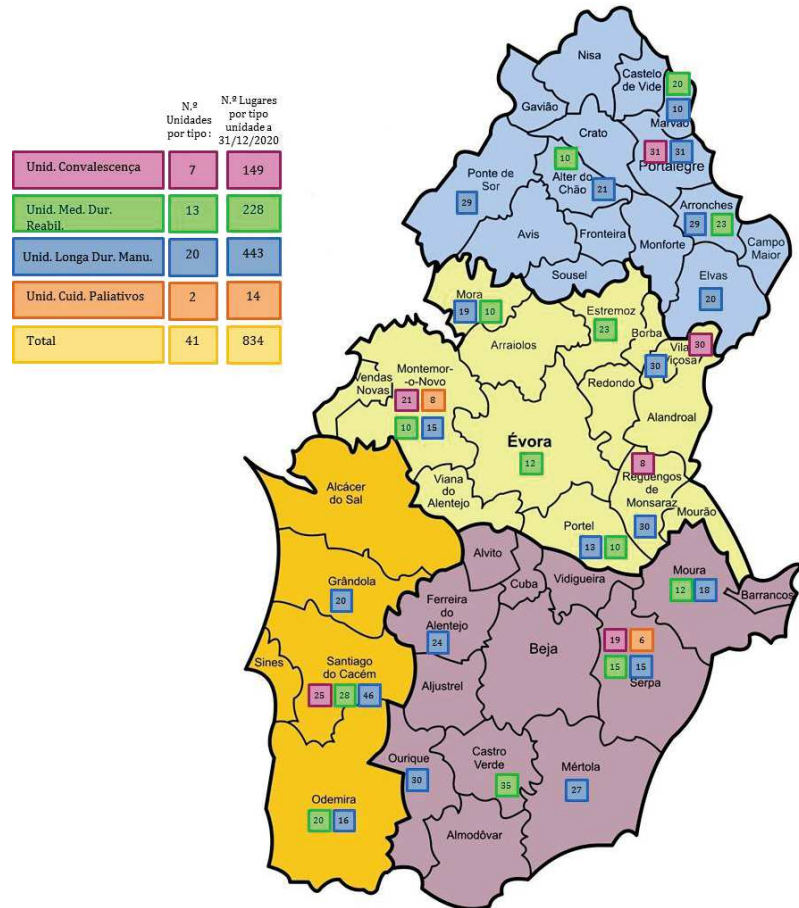 N.º
Unidades
por tipo :
N.º Lugares
por tipo
unidade a
31/12/2020
Unid. Convalescença 7 149
Unid. Med. Dur.
Reabil. 13 228
Unid. Longa Dur. Manu. 20 443
Unid. Cuid. Paliativos 2 14
Total 41 834
Nisa
Castelo
de Vide
20
10
Gavião
Marvão
Crato
31 31
Portalegre
10
Alter do
Chão
21
Ponte de
Sor
29
Arronches
29 23
Avis
Fronteira
Monforte
Campo
Maior
Sousel
Elvas
20
Mora
19 10
Estremoz
23
Arraiolos
Borba
30
Vila
Viçosa
30
Vendas
Novas
Montemor-
-o-Novo
21 8
10 15
Redondo
Alandroal
Évora
12
8
Reguengos
de
Monsaraz
30
Viana do
Alentejo
Mourão
Portel
13 10
Alcácer
do Sal
Alvito
Cuba
Vidigueira
Moura
12 18
Barrancos
Grândola
20
Ferreira
do
Alentejo
24
Beja
19 6
15 15
Serpa
Sines
Santiago
do Cacém
25 28 46
Aljustrel
Ourique
30
Castro
Verde
35
Mértola
27
Odemira
20 16
Almodôvar